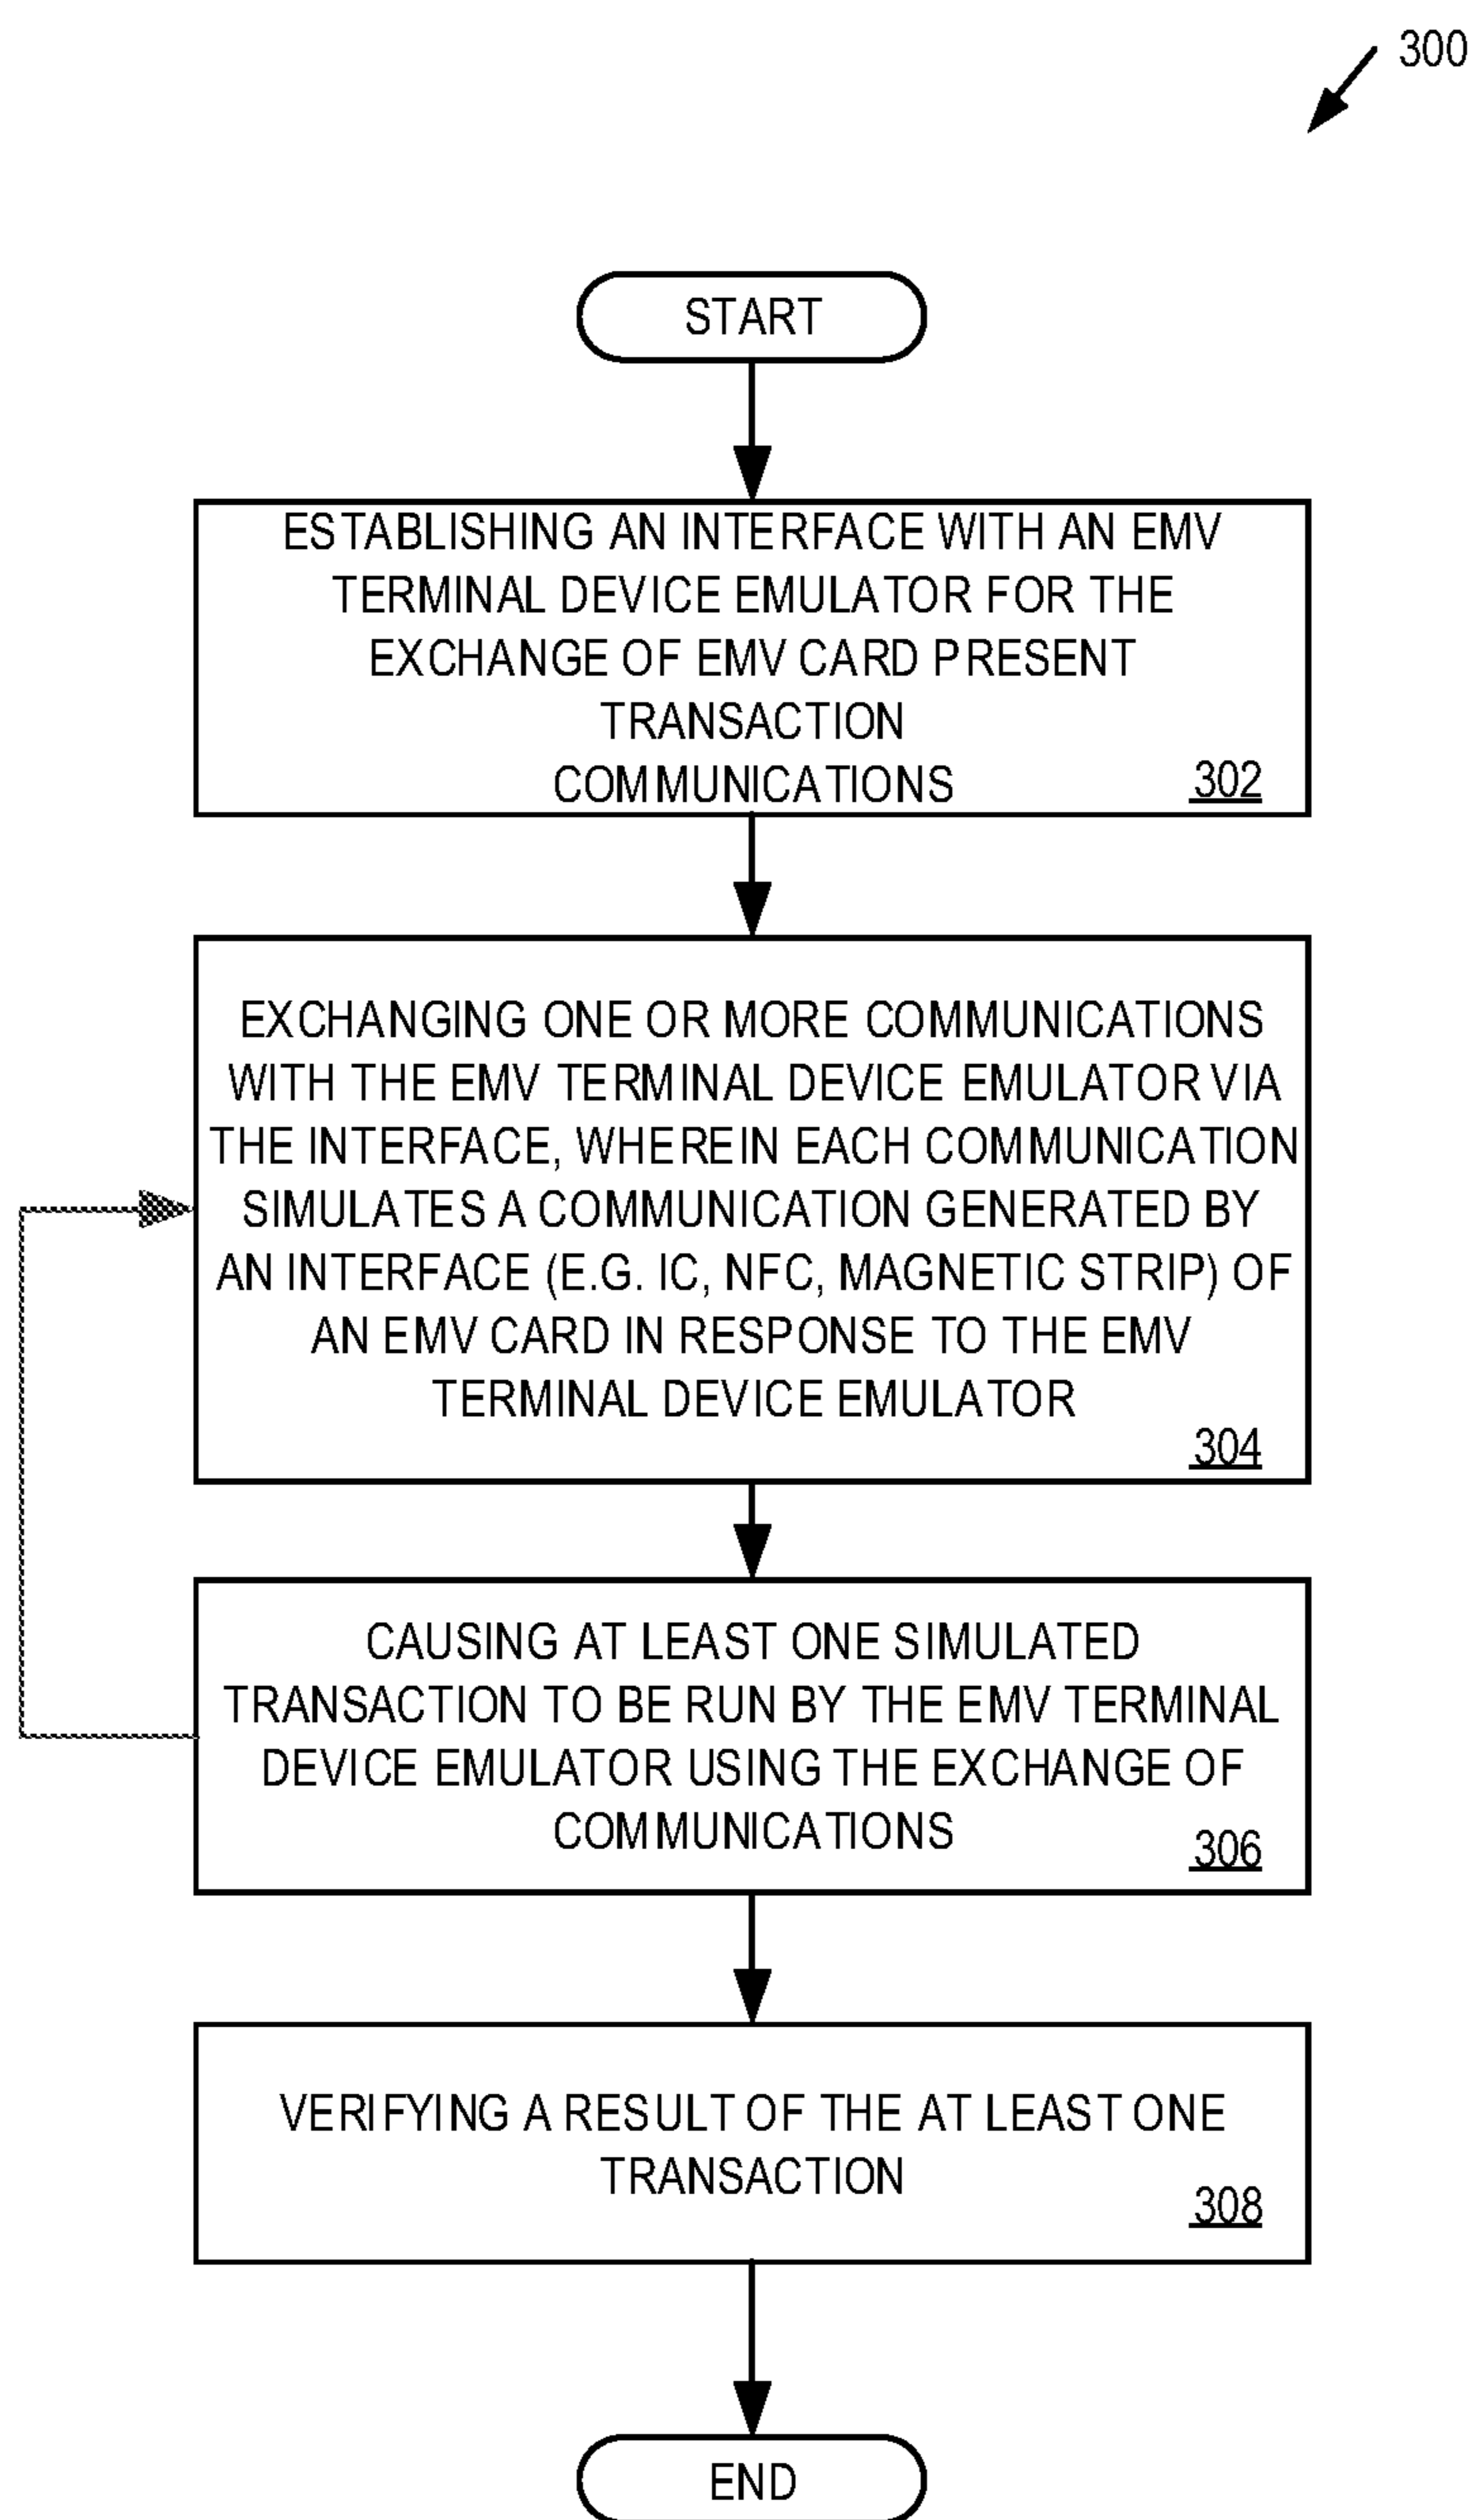 300
START
ESTABLISHING AN INTERFACE WITH AN EMV
TERMINAL DEVICE EMULATOR FOR THE
EXCHANGE OF EMV CARD PRESENT
TRANSACTION
COMMUNICATIONS
302
EXCHANGING ONE OR MORE COMMUNICATIONS
WITH THE EMV TERMINAL DEVICE EMULATOR VIA
THE INTERFACE, WHEREIN EACH COMMUNICATION
SIMULATES A COMMUNICATION GENERATED BY
AN INTERFACE (E.G. IC, NFC, MAGNETIC STRIP) OF
AN EMV CARD IN RESPONSE TO THE EMV
TERMINAL DEVICE EMULATOR
304
CAUSING AT LEAST ONE SIMULATED
TRANSACTION TO BE RUN BY THE EMV TERMINAL
DEVICE EMULATOR USING THE EXCHANGE OF
COMMUNICATIONS
306
VERIFYING A RESULT OF THE AT LEAST ONE
TRANSACTION
308
END